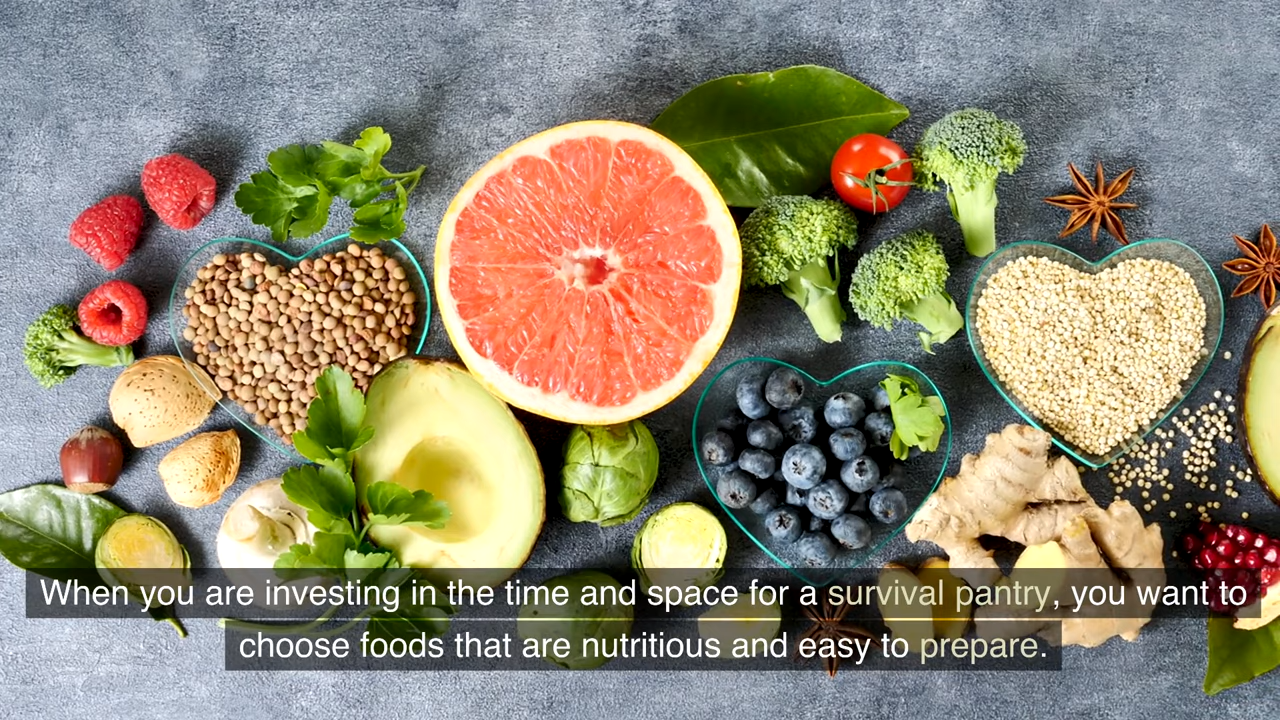 When you are investing in the time and space for a survival pantry, you want to
choose foods that are nutritious and easy to prepare.